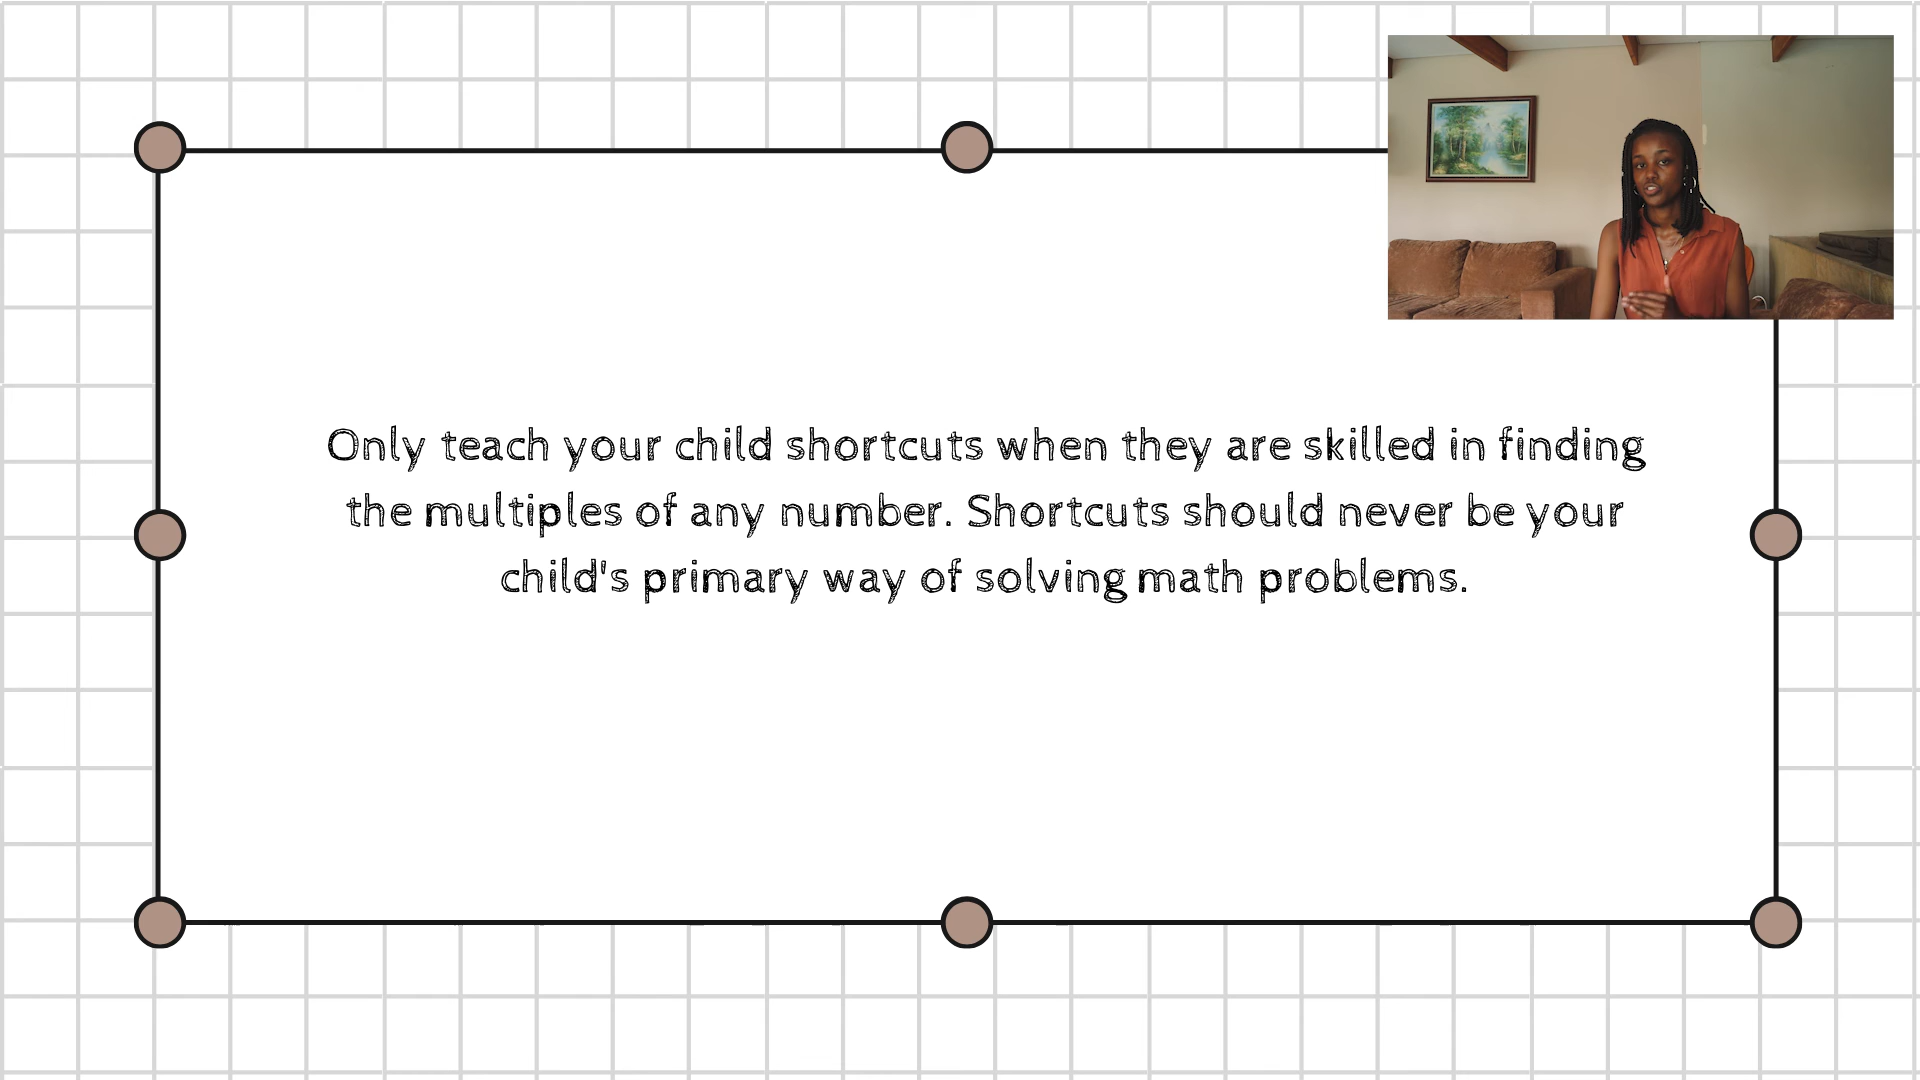 Only teach your child shortcuts when they are skilled in finding
the multiples of any number. Shortcuts should never be your
child's primary way of solving math problems.